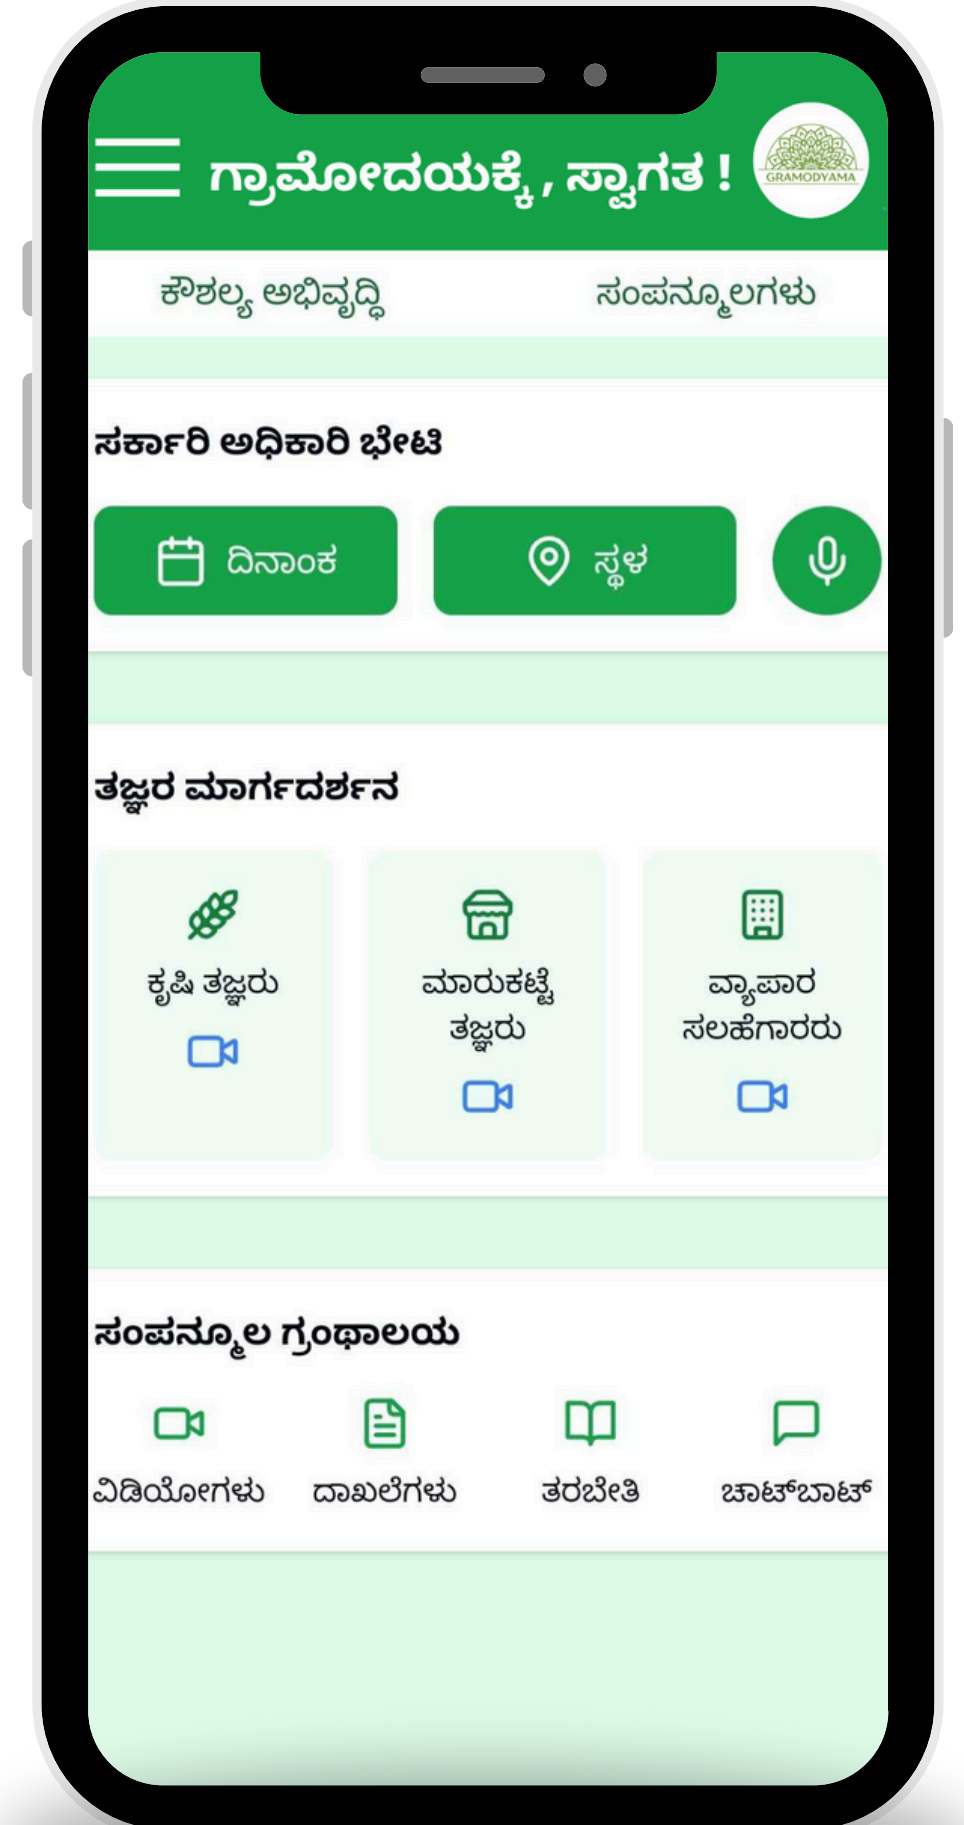 ಗ್ರಾಮೋದಯಕ್ಕೆ, ಸ್ವಾಗತ !
GRAMODYAMA
ಕೌಶಲ್ಯ ಅಭಿವೃದ್ಧಿ
ಸಂಪನ್ಮೂಲಗಳು
ಸರ್ಕಾರಿ ಅಧಿಕಾರಿ ಭೇಟಿ
ದಿನಾಂಕ
ಸ್ಥಳ
ತಜ್ಞರ ಮಾರ್ಗದರ್ಶನ
ಕೃಷಿ ತಜ್ಞರು
ಮಾರುಕಟ್ಟೆ
ತಜ್ಞರು
ವ್ಯಾಪಾರ
ಸಲಹೆಗಾರರು
ಸಂಪನ್ಮೂಲ ಗ್ರಂಥಾಲಯ
ವಿಡಿಯೋಗಳು
ದಾಖಲೆಗಳು
ತರಬೇತಿ
ಚಾಟ್‌ಬಾಟ್